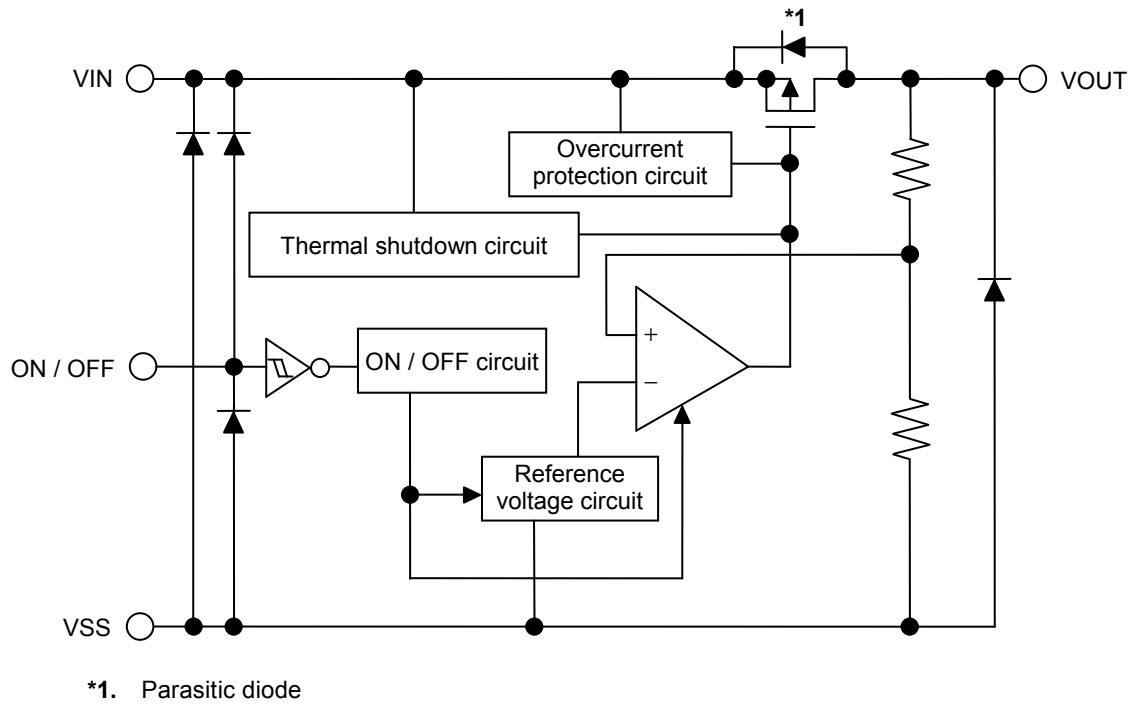 *1
VIN
VOUT
Overcurrent
protection circuit
Thermal shutdown circuit
+
−
ON / OFF
ON / OFF circuit
Reference
voltage circuit
VSS
*1. Parasitic diode